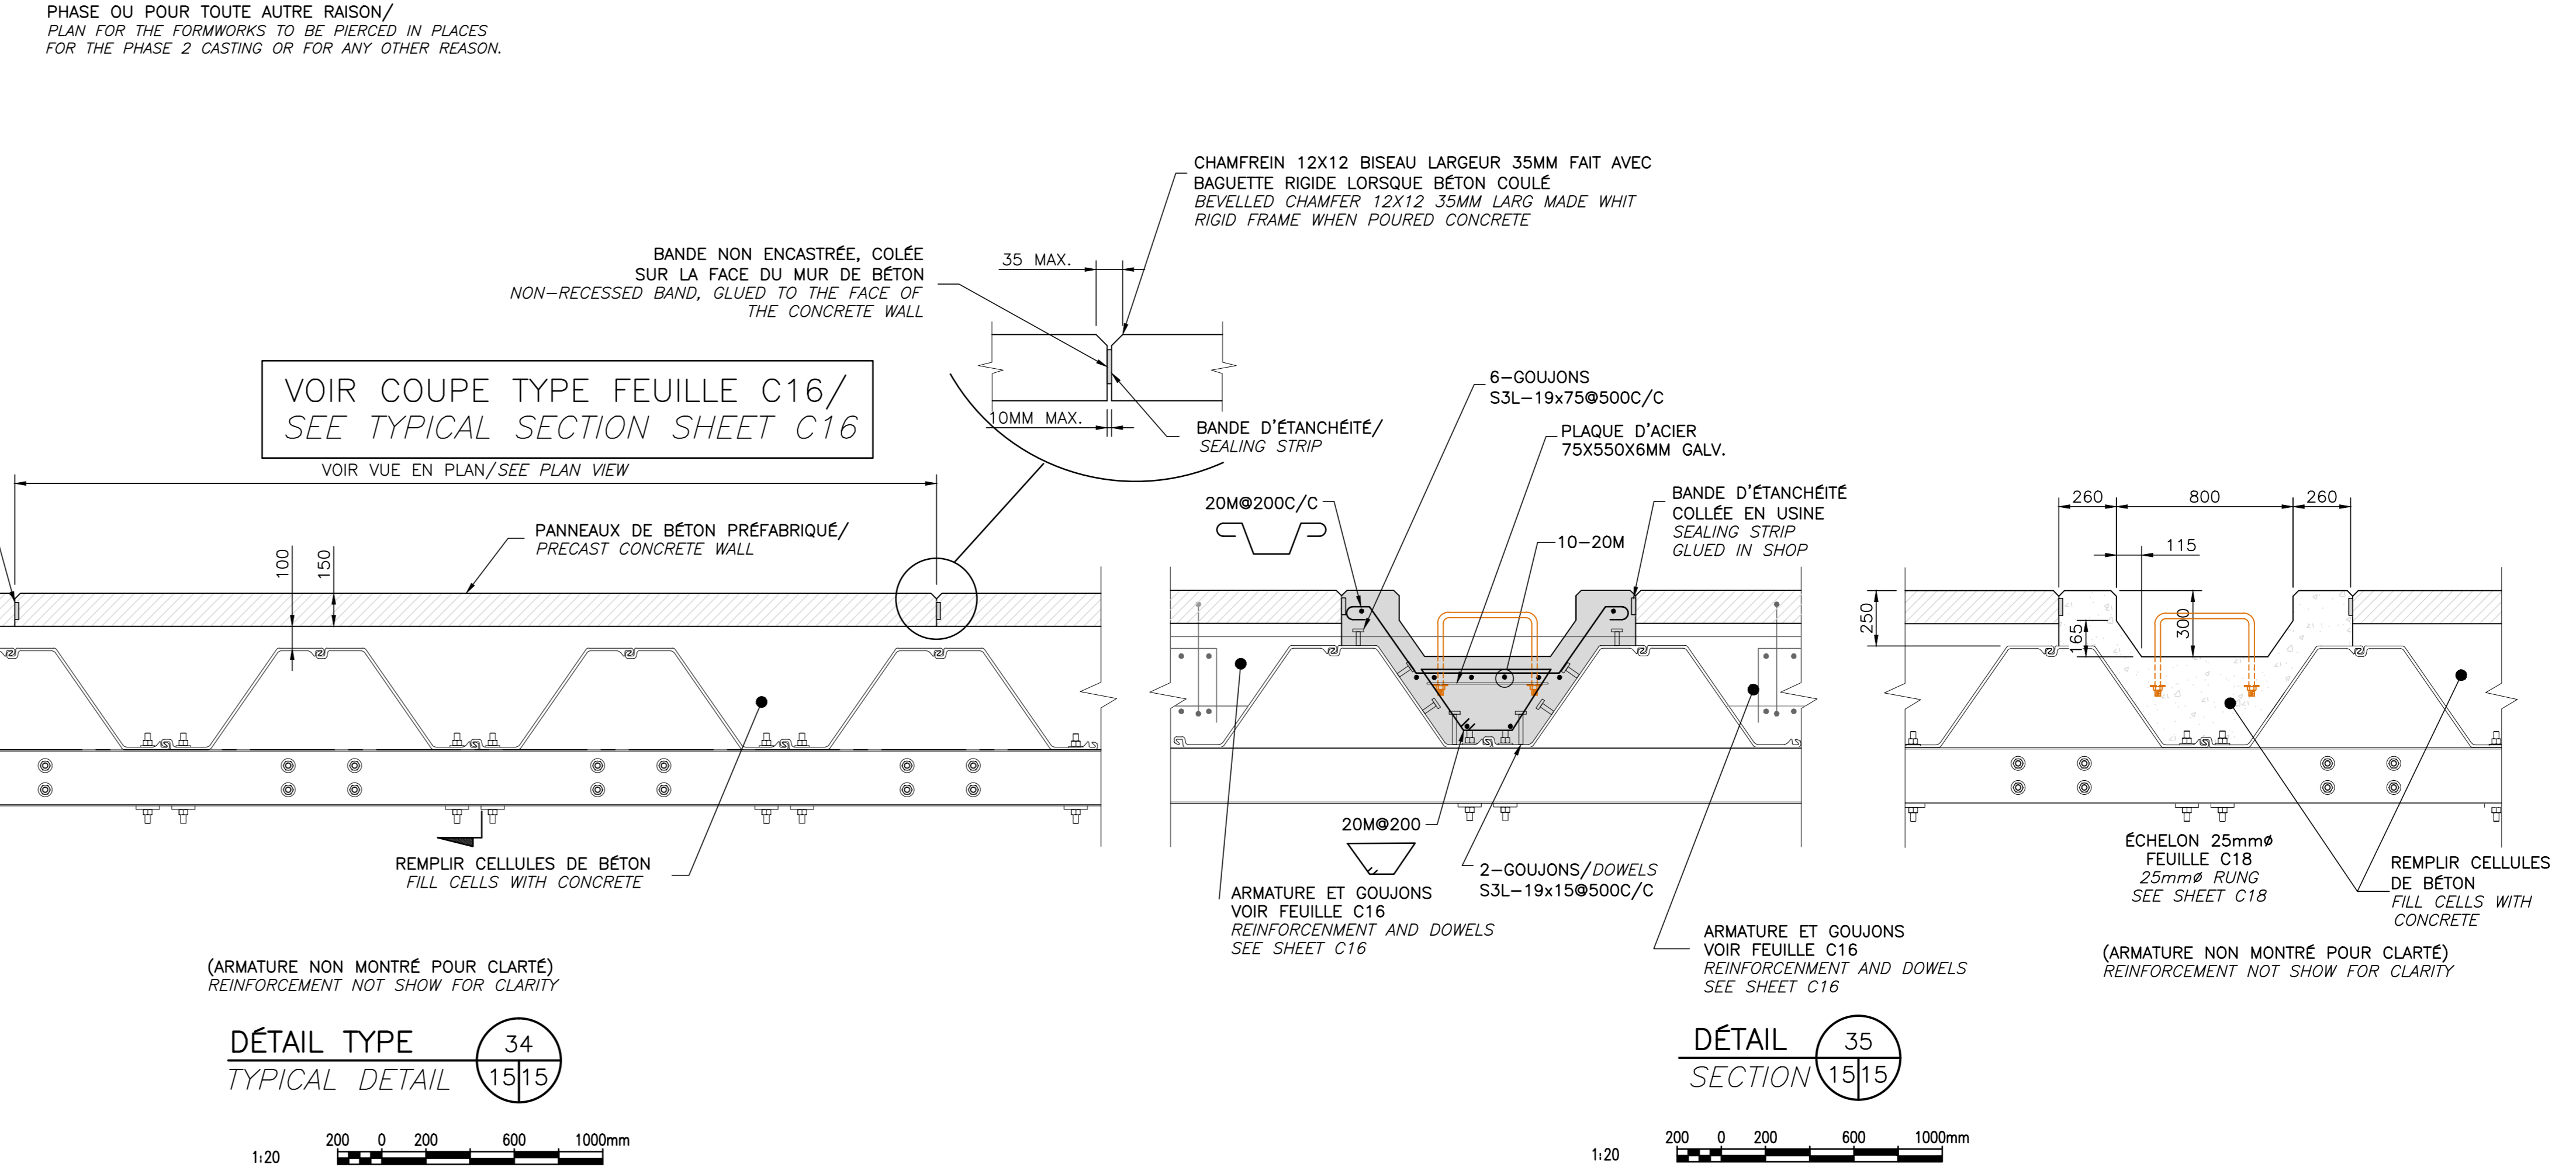 PHASE OU POUR TOUTE AUTRE RAISON/
PLAN FOR THE FORMWORKS TO BE PIERCED IN PLACES
FOR THE PHASE 2 CASTING OR FOR ANY OTHER REASON.
CHAMFREIN 12X12 BISEAU LARGEUR 35MM FAIT AVEC
BAGUETTE RIGIDE LORSQUE BÉTON COULÉ
BEVELLED CHAMFER 12X12 35MM LARG MADE WHIT
RIGID FRAME WHEN POURED CONCRETE
BANDE NON ENCASTRÉE, COLÉE
SUR LA FACE DU MUR DE BÉTON
NON-RECESSED BAND, GLUED TO THE FACE OF
THE CONCRETE WALL
35 MAX.
10MM MAX.
BANDE D'ÉTANCHÉITÉ/
SEALING STRIP
VOIR COUPE TYPE FEUILLE C16/
SEE TYPICAL SECTION SHEET C16
VOIR VUE EN PLAN/SEE PLAN VIEW
PANNEAUX DE BÉTON PRÉFABRIQUÉ/
PRECAST CONCRETE WALL
100
150
REMPLIR CELLULES DE BÉTON
FILL CELLS WITH CONCRETE
(ARMATURE NON MONTRÉ POUR CLARTÉ)
REINFORCEMENT NOT SHOW FOR CLARITY
DÉTAIL TYPE
TYPICAL DETAIL
34
15 15
1:20
200 0 200 600 1000mm
6-GOUJONS
S3L-19x75@500C/C
PLAQUE D'ACIER
75X550X6MM GALV.
20M@200C/C
BANDE D'ÉTANCHÉITÉ
COLLÉE EN USINE
SEALING STRIP
GLUED IN SHOP
10-20M
20M@200
2-GOUJONS/DOWELS
S3L-19x15@500C/C
ARMATURE ET GOUJONS
VOIR FEUILLE C16
REINFORCENMENT AND DOWELS
SEE SHEET C16
ARMATURE ET GOUJONS
VOIR FEUILLE C16
REINFORCENMENT AND DOWELS
SEE SHEET C16
DÉTAIL
SECTION
35
15 15
1:20
200 0 200 600 1000mm
260
800
260
115
250
165
300
ÉCHELON 25mmø
FEUILLE C18
25mmø RUNG
SEE SHEET C18
REMPLIR CELLULES
DE BÉTON
FILL CELLS WITH
CONCRETE
(ARMATURE NON MONTRÉ POUR CLARTÉ)
REINFORCEMENT NOT SHOW FOR CLARITY